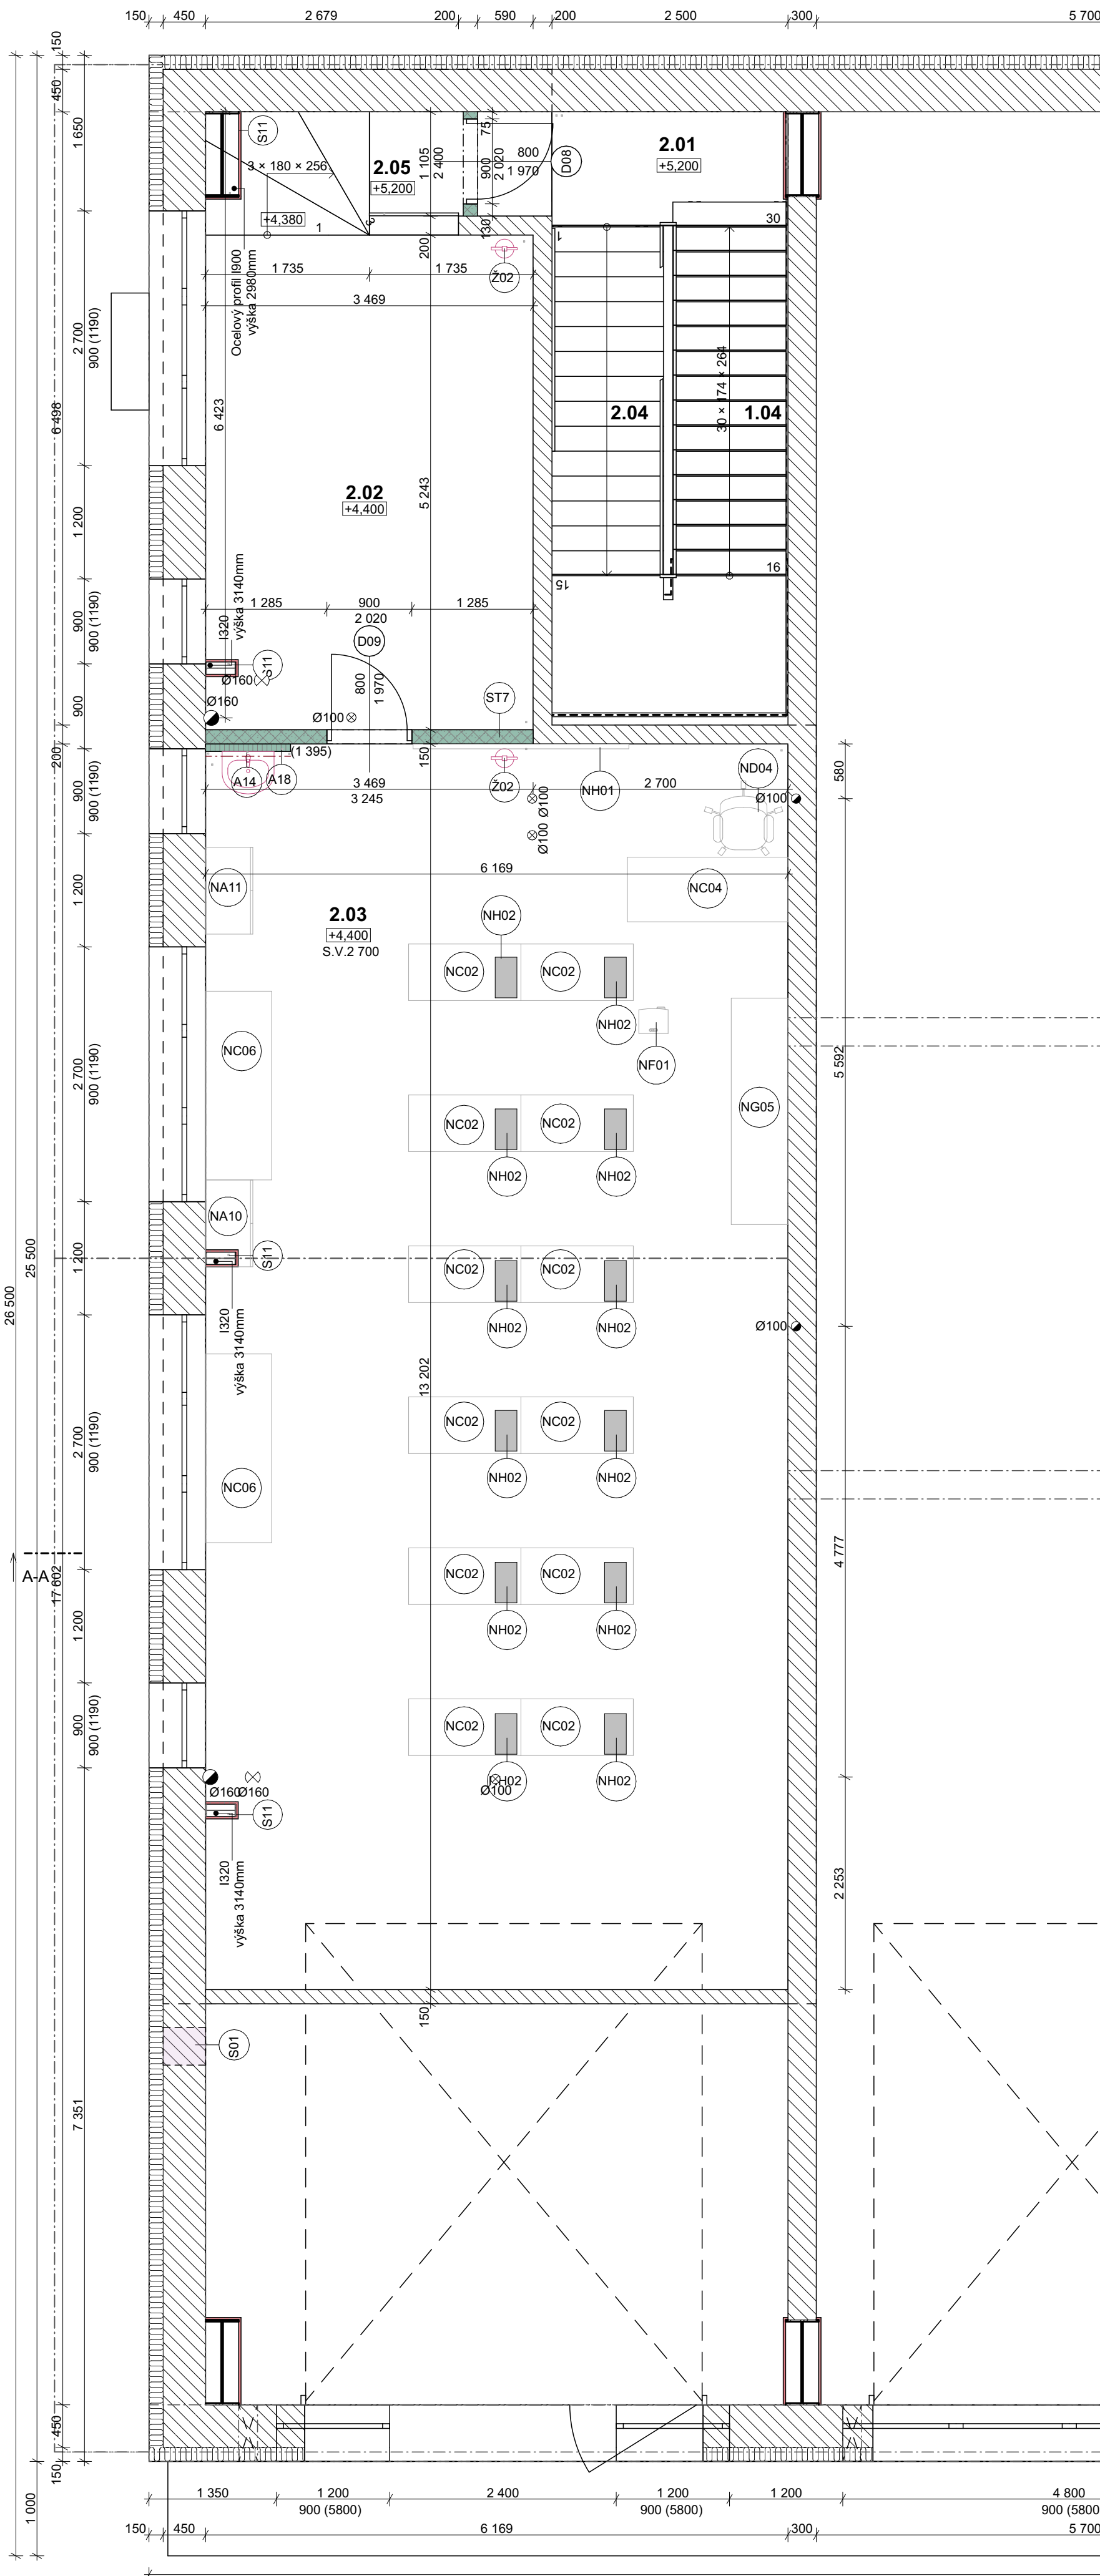 150
450
2 679
200
590
200
2 500
300
5 700
150
450
1 650
2 700
900 (1190)
6 498
1 200
900
900 (1190)
900
200
900
900 (1190)
1 200
2 700
900 (1190)
1 200
26 500
25 500
2 700
900 (1190)
A-A
17 602
1 200
900
900 (1190)
7 351
450
150
1 000
S11
3 × 180 × 256
+4,380
1
3
2.05
+5,200
1 105
2 400
75
900
2 020
130
800
1 970
D08
2.01
+5,200
30
1
200
Ž02
1 735
1 735
3 469
Ocelový profil I900
výška 2980mm
6 423
2.04
30 × 174 × 264
1.04
2.02
+4,400
5 243
16
15
I320
výška 3140mm
1 285
900
1 285
2 020
D09
S11
Ø160
Ø160
800
1 970
Ø100
ST7
(1 395)
150
A14
A18
3 469
3 245
Ž02
NH01
2 700
ND04
Ø100
580
Ø100
Ø100
6 169
NA11
NC04
2.03
+4,400
S.V.2 700
NH02
NC02
NC02
NH02
NF01
NC06
5 592
NG05
NC02
NC02
NH02
NH02
NA10
S11
NC02
NC02
NH02
NH02
I320
výška 3140mm
Ø100
13 202
NC02
NC02
NH02
NH02
NC06
4 777
NC02
NC02
NH02
NH02
NC02
NC02
NH02
NH02
Ø100
Ø160
Ø160
S11
I320
výška 3140mm
2 253
150
S01
1 350
1 200
900 (5800)
2 400
1 200
900 (5800)
1 200
4 800
900 (5800
150
450
6 169
300
5 700